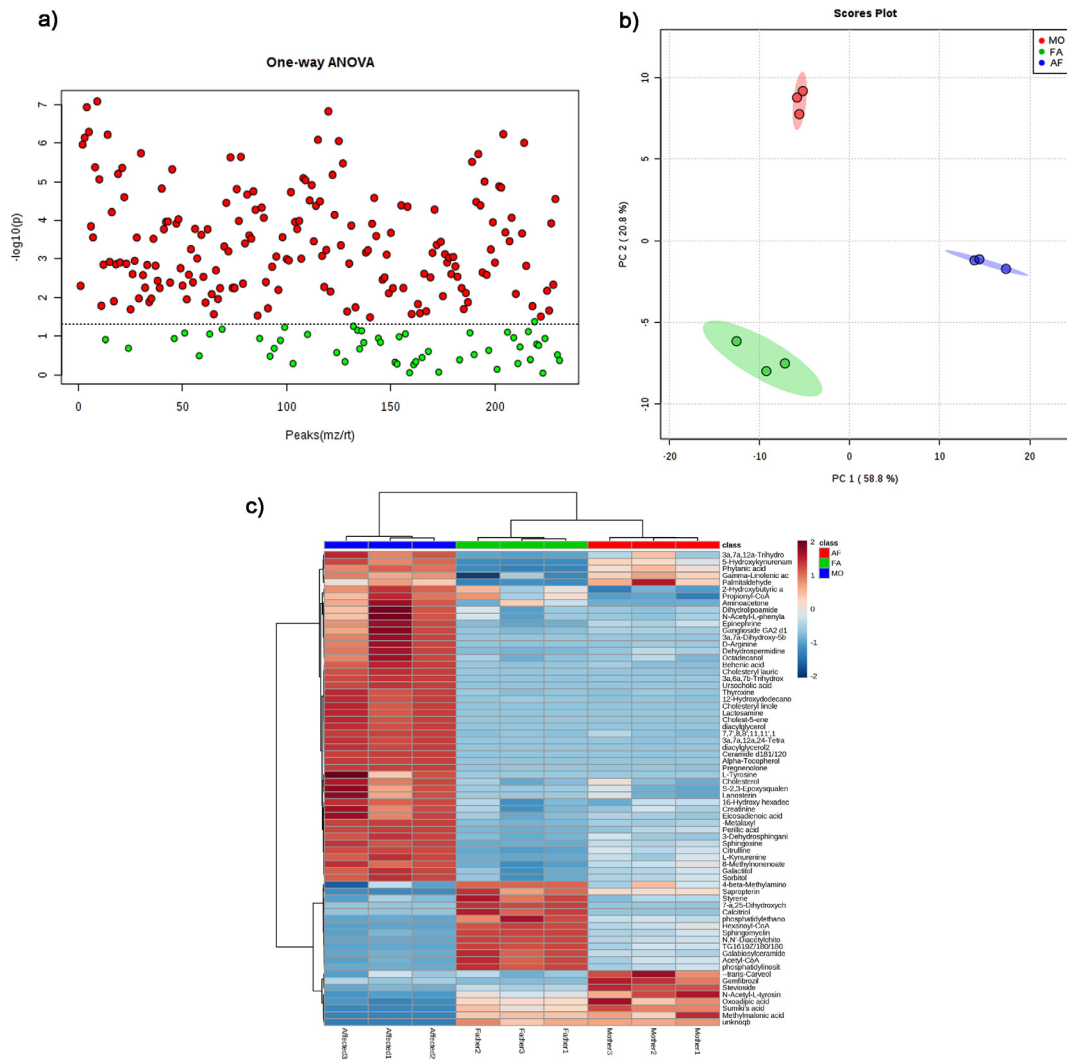 a)
One-way ANOVA
-log10(p)
7
6
5
4
3
2
1
0
0
50
100
150
200
Peaks(mz/rt)
b)
Scores Plot
MO
FA
AF
PC 2 ( 20.8 %)
10
5
0
-5
-10
-20
-10
0
10
20
PC 1 ( 58.8 %)
c)
class
3a,7a,12a-Trihydro
5-Hydroxykynurenam
Phytanic acid
Gamma-Linolenic ac
Palmitaldehyde
2-Hydroxybutyric a
Propionyl-CoA
Aminoacetone
Dihydrolipoamide
N-Acetyl-L-phenyla
Epinephrine
Ganglioside GA2 d1
3a,7a-Dihydroxy-5b
D-Arginine
Dehydrospermidine
Octadecanol
Behenic acid
Cholesteryl lauric
3a,6a,7b-Trihydrox
Ursocholic acid
Thyroxine
12-Hydroxydodecano
Cholesteryl linole
Lactosamine
Cholest-5-ene
diacylglycerol
7,7',8,8',11,11',1
3a,7a,12a,24-Tetra
diacylglycerol2
Ceramide d181/120
Alpha-Tocopherol
Pregnenolone
L-Tyrosine
Cholesterol
S-2,3-Epoxysqualen
Lanosterin
16-Hydroxy hexadec
Creatinine
Eicosadienoic acid
-Metalaxyl
Perillic acid
3-Dehydrosphingani
Sphingosine
Citrulline
L-Kynurenine
8-Methylnonenoate
Galactitol
Sorbitol
4-beta-Methylamino
Sapropterin
Styrene
7-a,25-Dihydroxych
Calcitriol
phosphatidylethano
Hexanoyl-CoA
Sphingomyelin
N,N'-Diacetylchito
TG1619Z/180/180
Galabiosylceramide
Acetyl-CoA
phosphatidylinosit
--trans-Carveol
Gemfibrozil
Stevioside
N-Acetyl-L-tyrosin
Oxoadipic acid
Sumiki's acid
Methylmalonic acid
unknoqb
Affected3
Affected1
Affected2
Father2
Father3
Father1
Mother3
Mother2
Mother1
2
1
0
-1
-2
class
AF
FA
MO